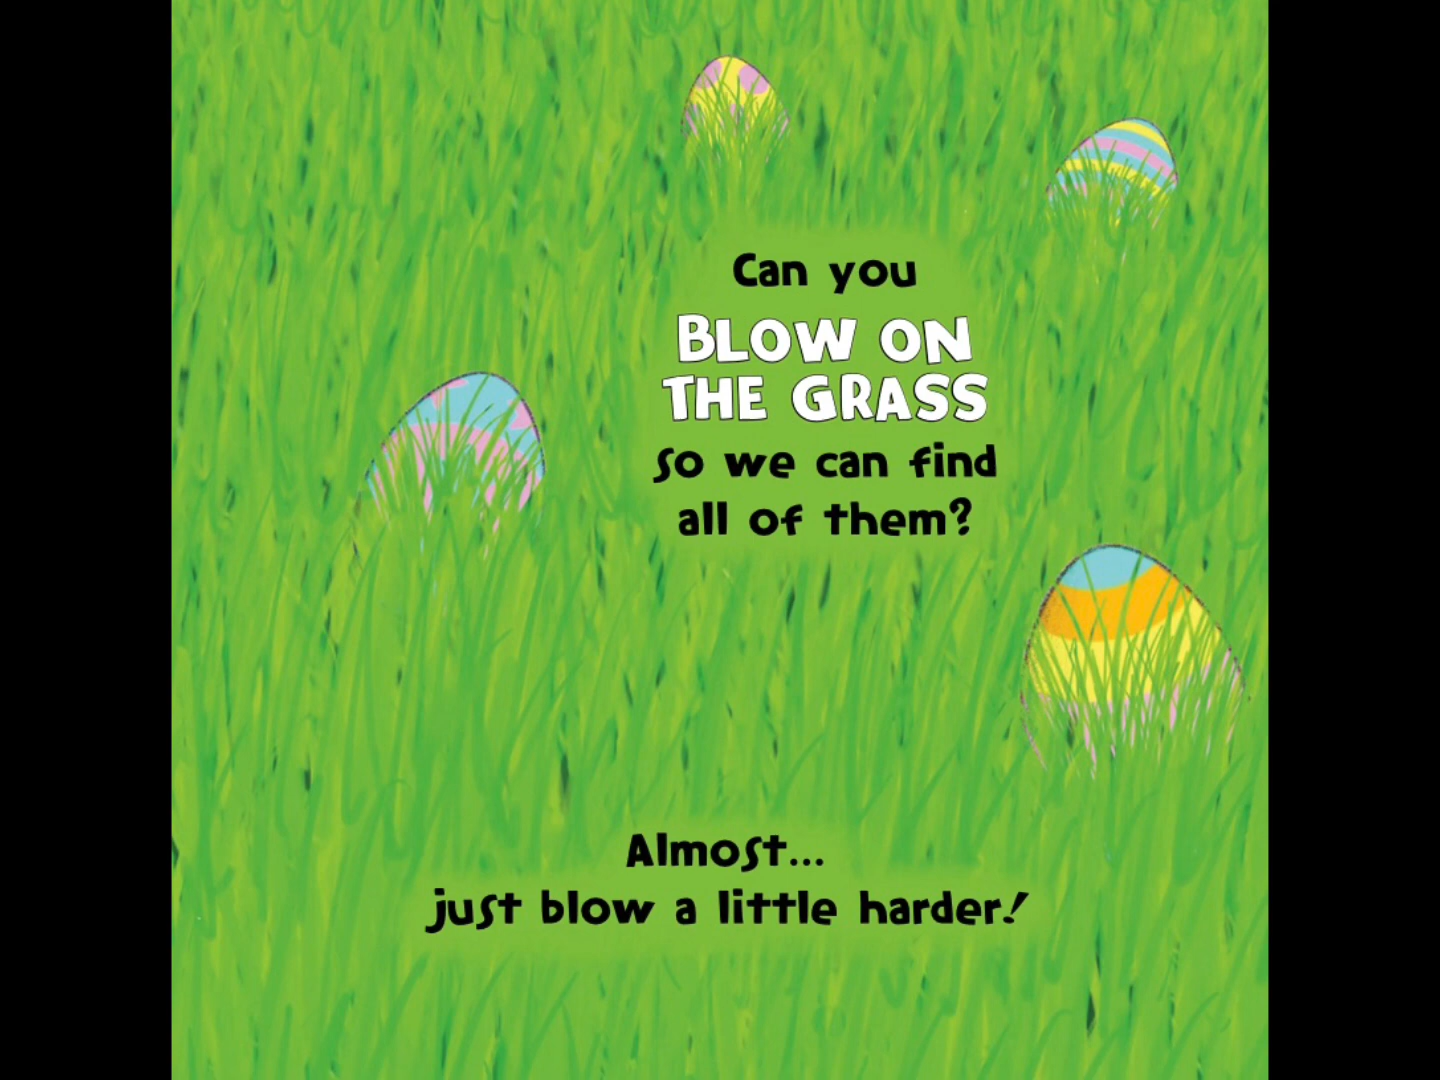 Can you
BLOW ON
THE GRASS
so we can find
all of them?
Almost...
just blow a little harder!